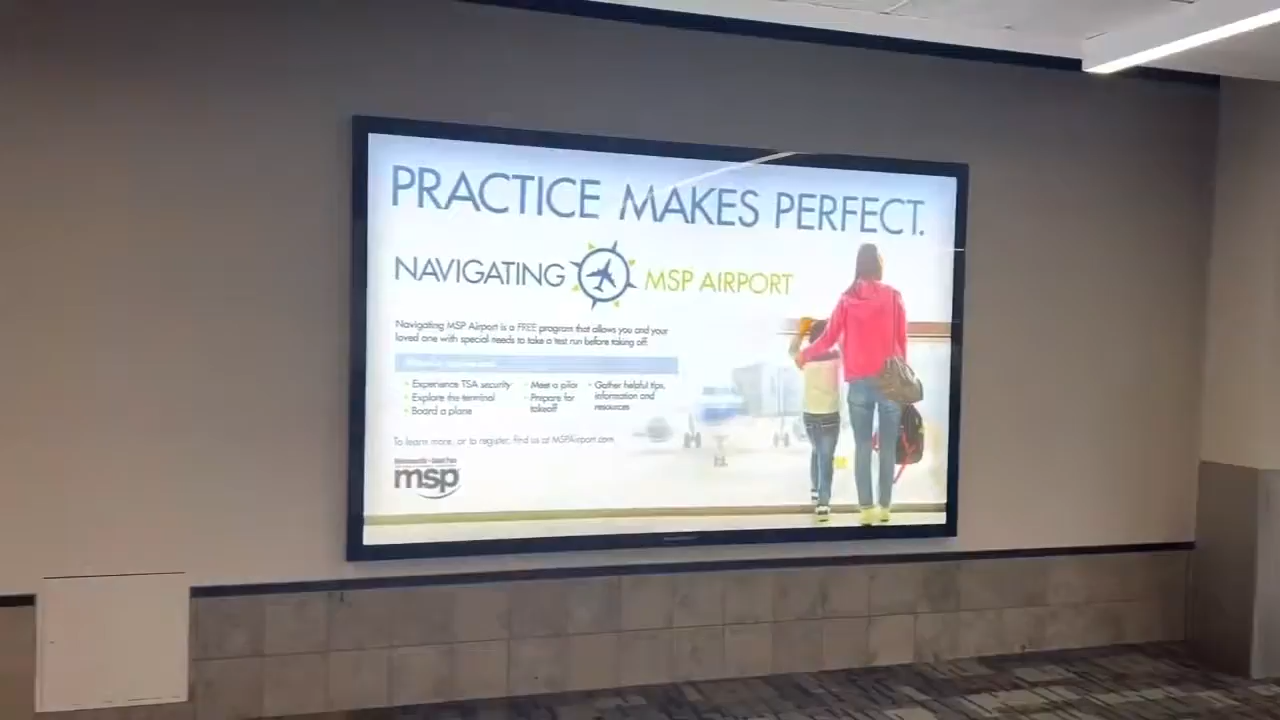 PRACTICE MAKES PERFECT.
NAVIGATING MSP AIRPORT
Navigating MSP Airport is a FREE program that allows you and your
loved one with special needs to take a test run before taking off.
• Experience TSA security
• Explore the terminal
• Board a plane
• Meet a pilot
• Prepare for
takeoff
• Gather helpful tips,
information and
resources
To learn more, or to register, find us at MSPAirport.com
msp